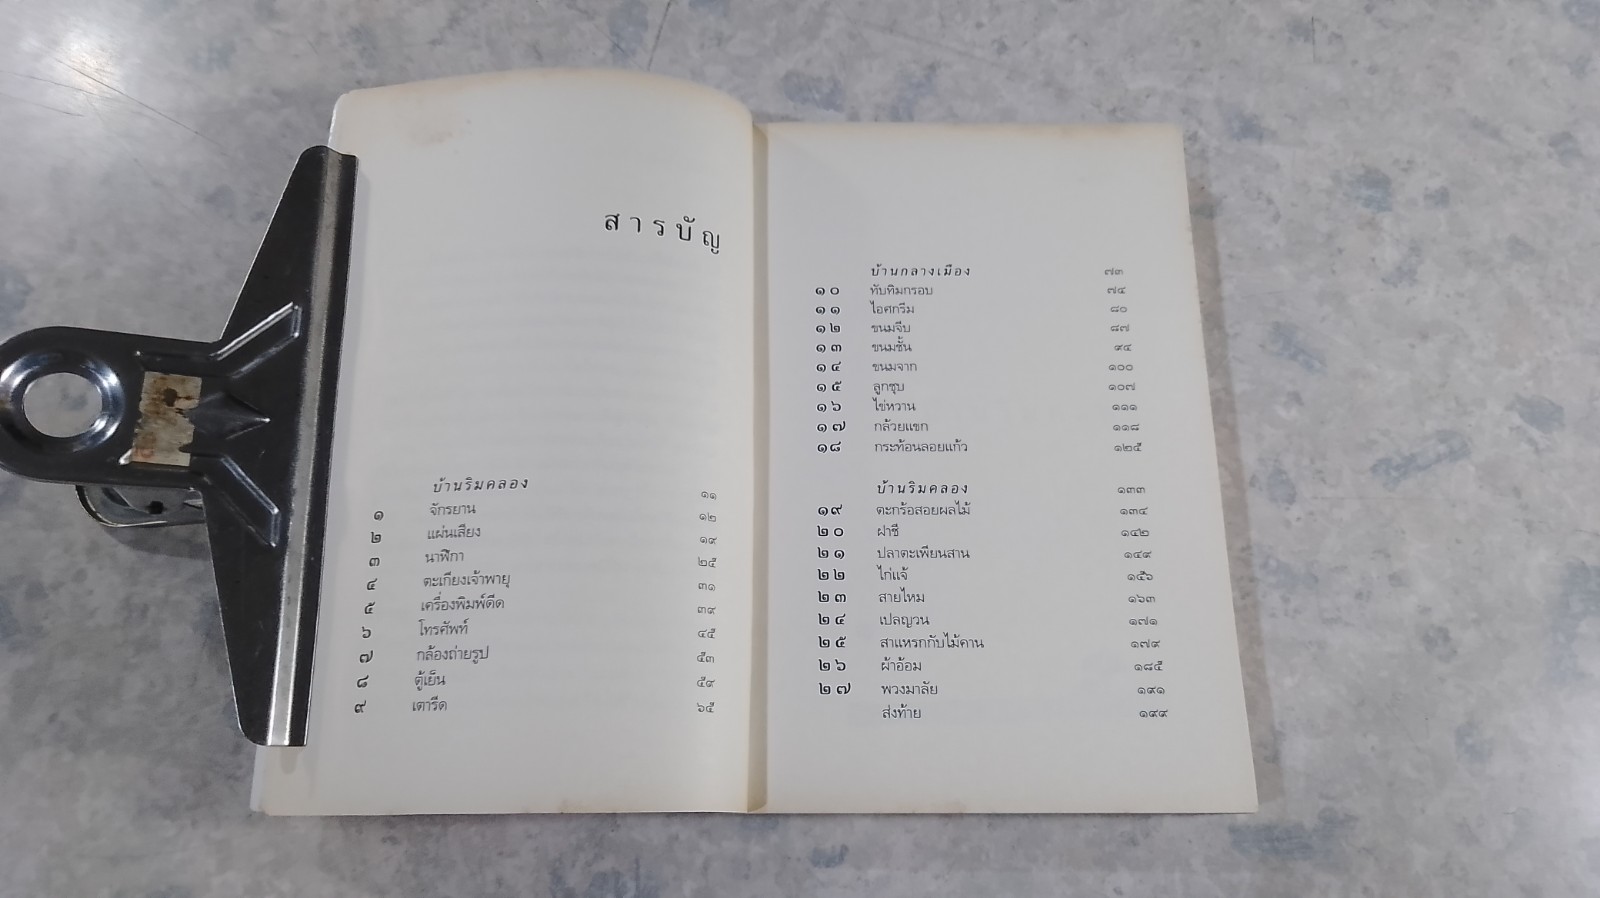 สารบัญ
บ้านริมคลอง ๑๑
๑ จักรยาน ๑๒
๒ แผ่นเสียง ๑๙
๓ นาฬิกา ๒๕
๔ ตะเกียงเจ้าพายุ ๓๑
๕ เครื่องพิมพ์ดีด ๓๙
๖ โทรศัพท์ ๔๕
๗ กล้องถ่ายรูป ๕๓
๘ ตู้เย็น ๕๙
๙ เตารีด ๖๕
บ้านกลางเมือง ๗๓
๑๐ ทับทิมกรอบ ๗๔
๑๑ ไอศกรีม ๘๐
๑๒ ขนมจีบ ๘๗
๑๓ ขนมชั้น ๙๔
๑๔ ขนมจาก ๑๐๐
๑๕ ลูกชุบ ๑๐๗
๑๖ ไข่หวาน ๑๑๑
๑๗ กล้วยแขก ๑๑๘
๑๘ กระท้อนลอยแก้ว ๑๒๕
บ้านริมคลอง ๑๓๓
๑๙ ตะกร้อสอยผลไม้ ๑๓๔
๒๐ ฝาชี ๑๔๒
๒๑ ปลาตะเพียนสาน ๑๔๙
๒๒ ไก่แจ้ ๑๕๖
๒๓ สายไหม ๑๖๓
๒๔ เปลญวน ๑๗๑
๒๕ สาแหรกกับไม้คาน ๑๗๙
๒๖ ผ้าอ้อม ๑๘๕
๒๗ พวงมาลัย ๑๙๑
ส่งท้าย ๑๙๙